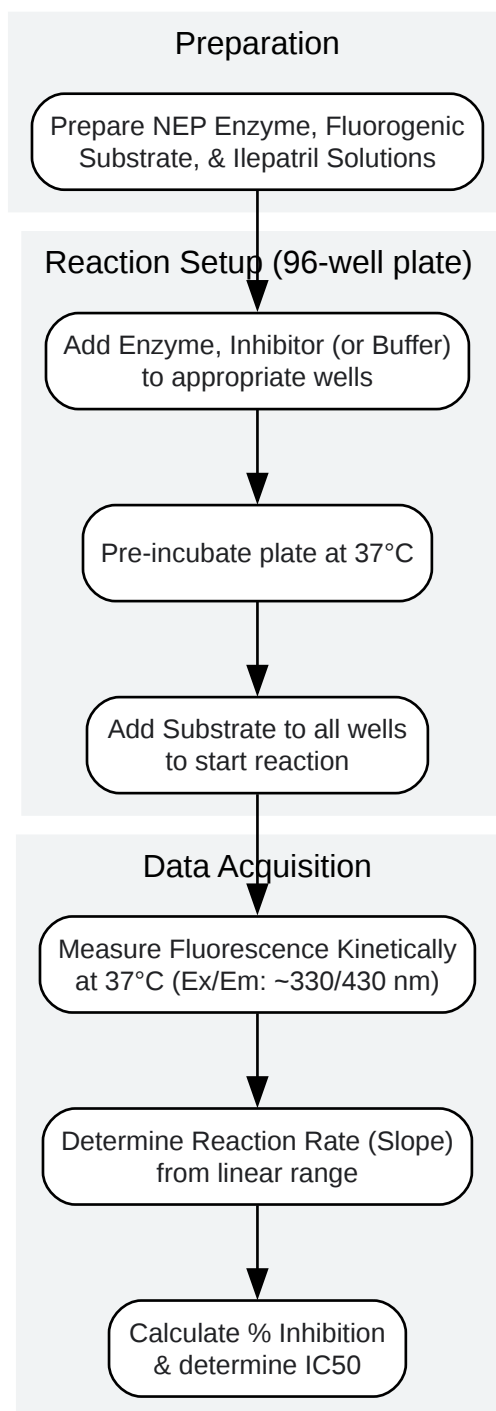 Preparation
Prepare NEP Enzyme, Fluorogenic
Substrate, & Ilepatril Solutions
Reaction Setup (96-well plate)
Add Enzyme, Inhibitor (or Buffer)
to appropriate wells
Pre-incubate plate at 37°C
Add Substrate to all wells
to start reaction
Data Acquisition
Measure Fluorescence Kinetically
at 37°C (Ex/Em: ~330/430 nm)
Determine Reaction Rate (Slope)
from linear range
Calculate % Inhibition
& determine IC50